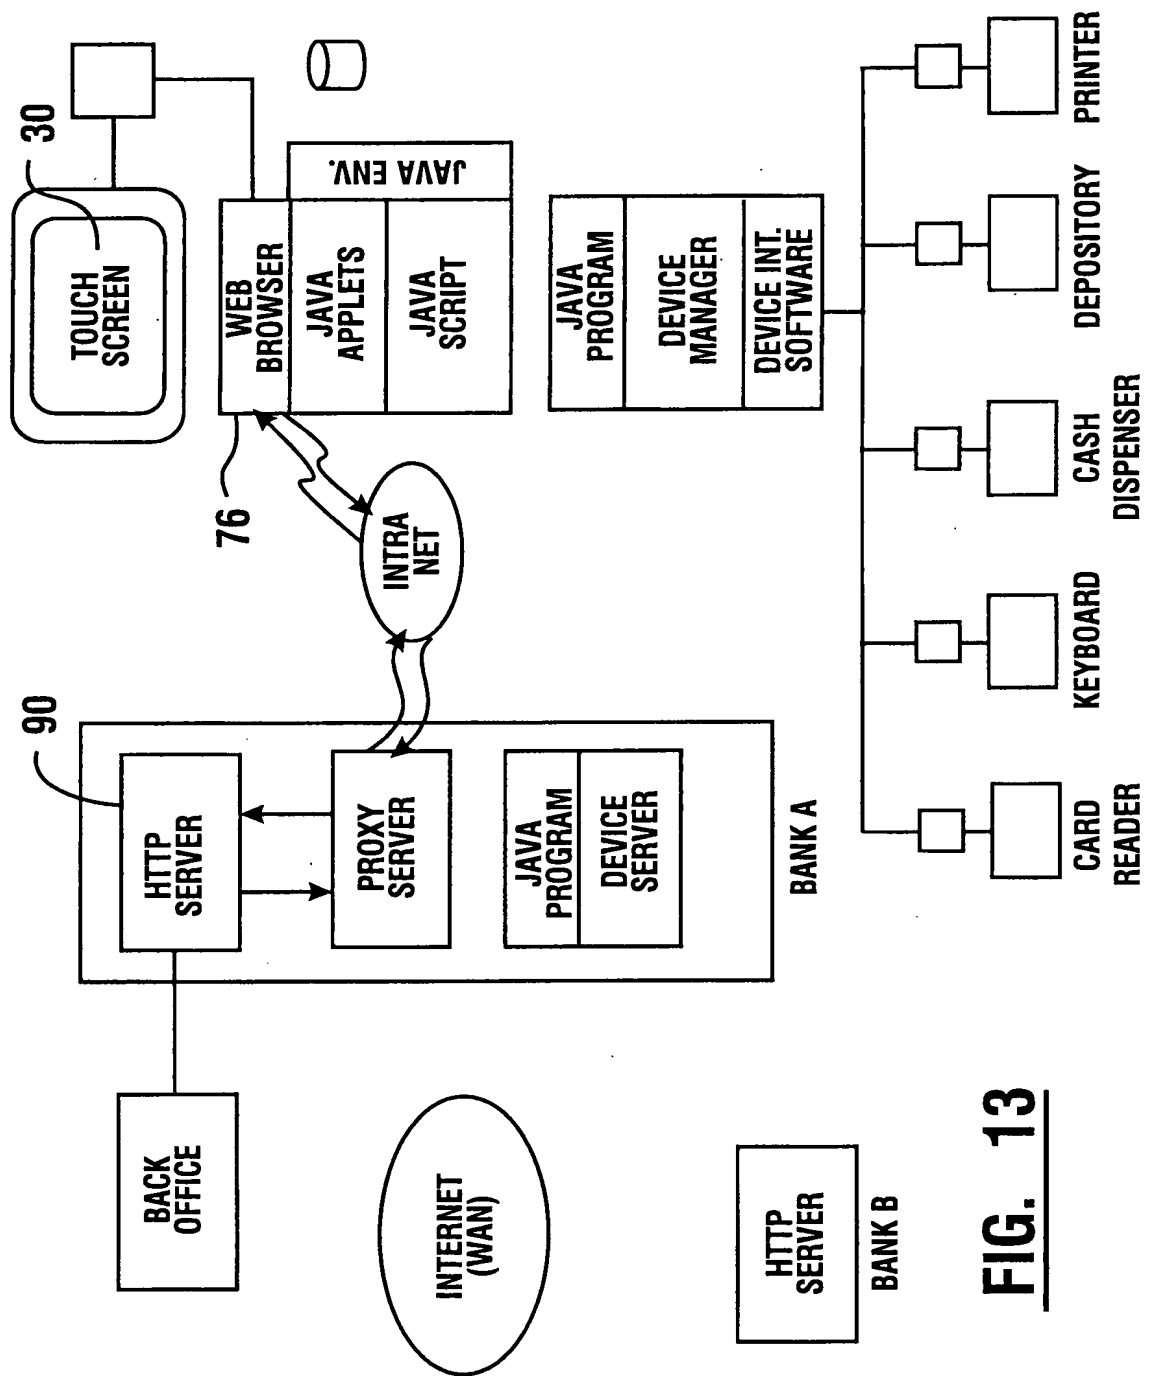 BACK
OFFICE
HTTP
SERVER
90
TOUCH
SCREEN
30
WEB
BROWSER
76
JAVA
APPLETS
JAVA
SCRIPT
JAVA ENV.
INTERNET
(WAN)
PROXY
SERVER
INTRA
NET
JAVA
PROGRAM
DEVICE
SERVER
BANK A
JAVA
PROGRAM
DEVICE
MANAGER
DEVICE INT.
SOFTWARE
HTTP
SERVER
BANK B
CARD
READER
KEYBOARD
CASH
DISPENSER
DEPOSITORY
PRINTER
FIG. 13